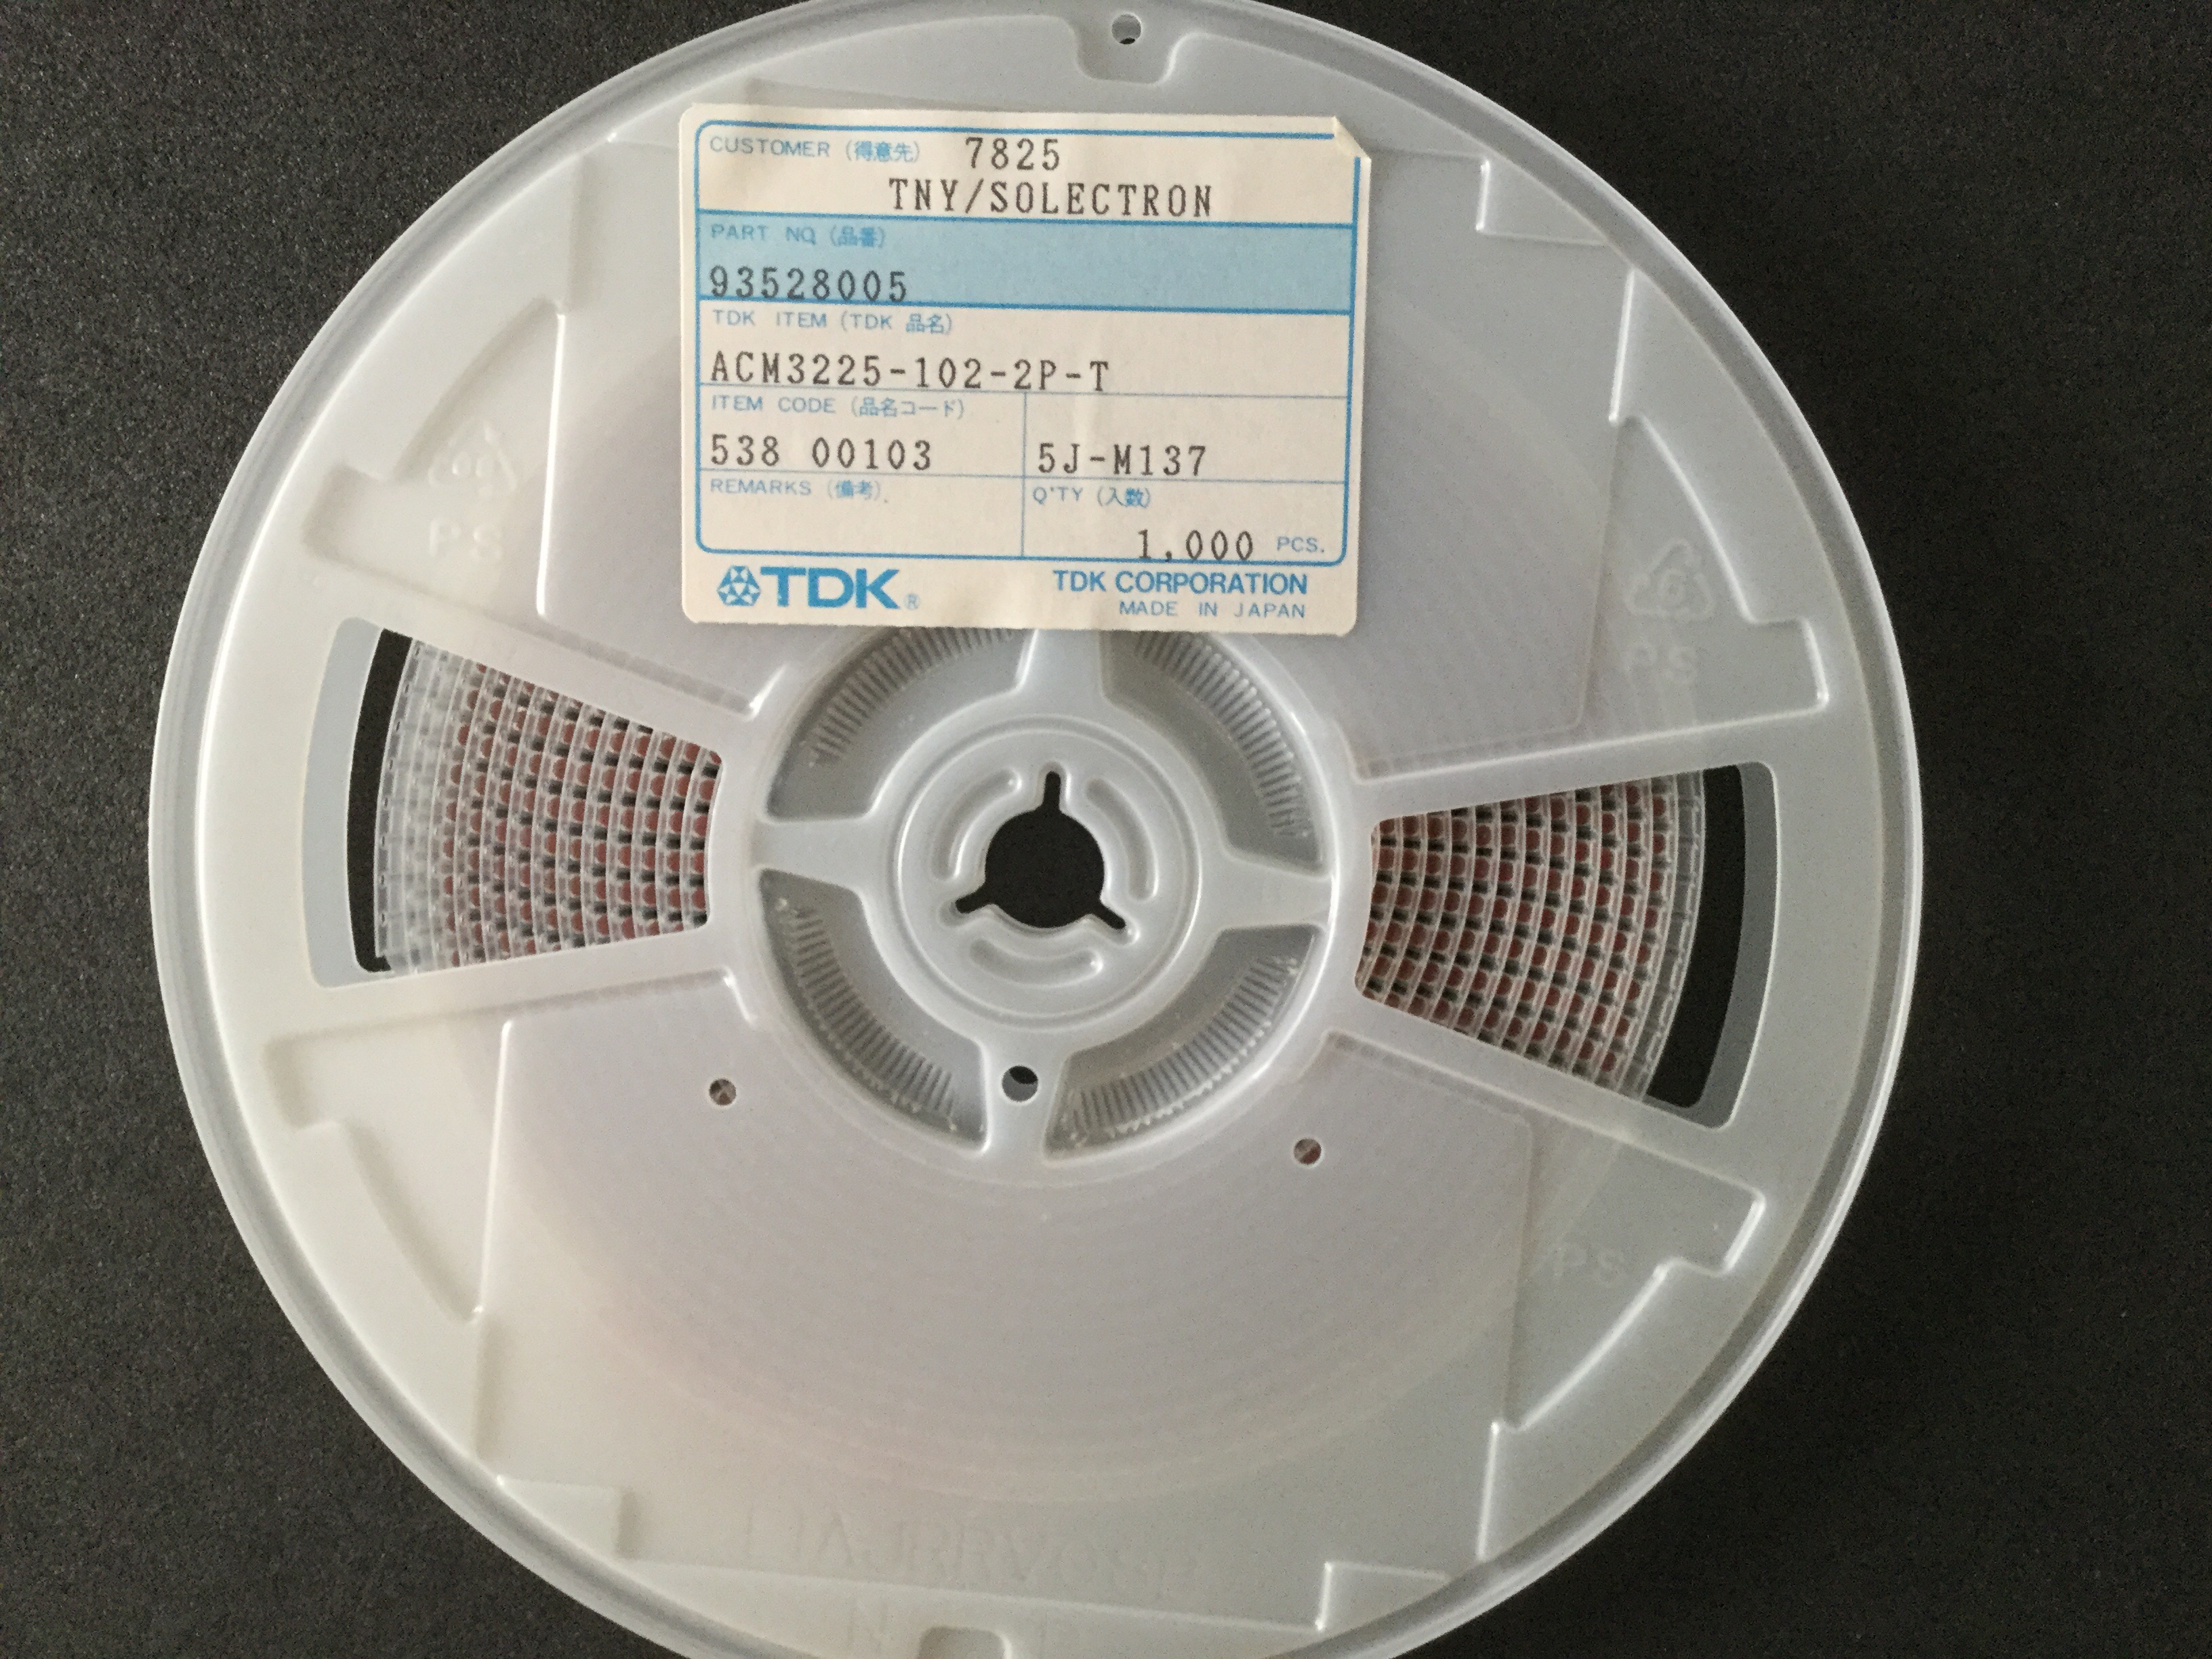 CUSTOMER (得意先) 7825
TNY/SOLECTRON
PART NO. (品番)
93528005
TDK ITEM (TDK 品名)
ACM3225-102-2P-T
ITEM CODE (品名コード)
538 00103 5J-M137
REMARKS (備考). Q'TY (入数)
1,000 PCS.
TDK® TDK CORPORATION
MADE IN JAPAN
PS
6
PS
PS